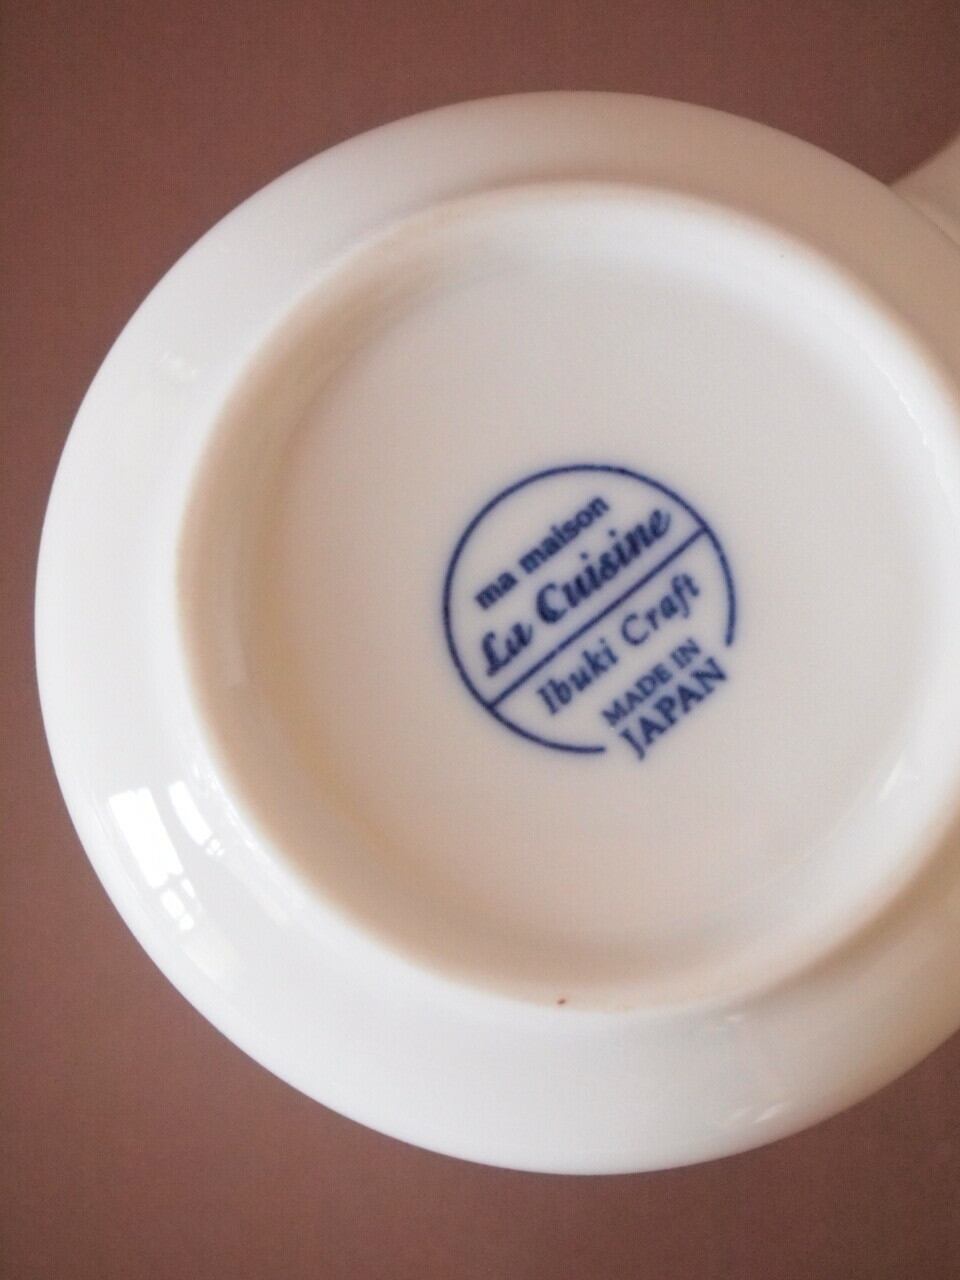 ma maison
La Cuisine
Ibuki Craft
MADE IN
JAPAN